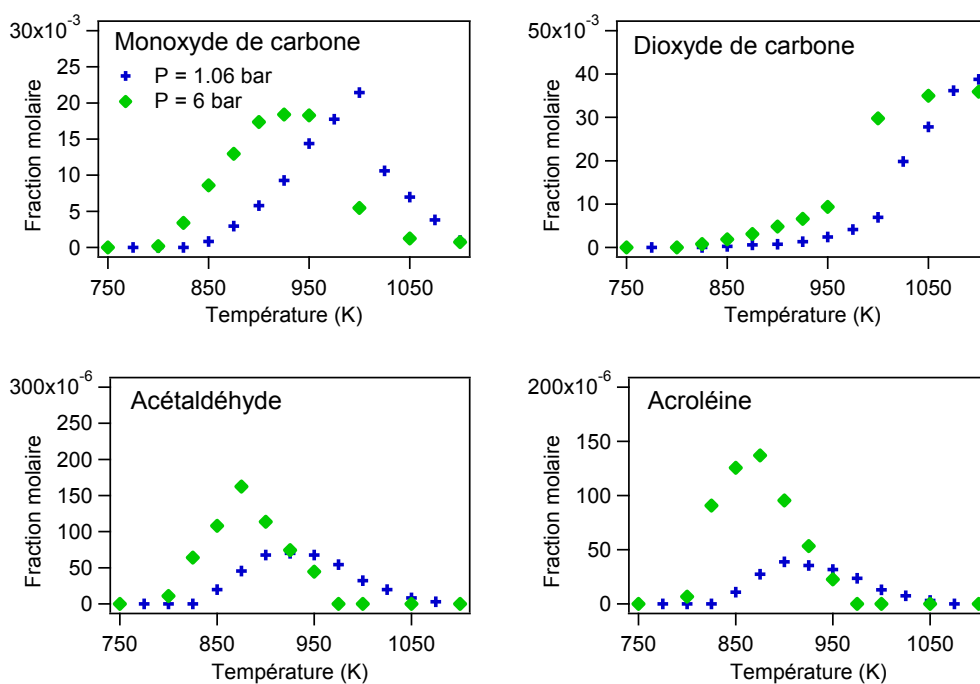 30x10-3
25
20
15
10
5
0
Fraction molaire
Monoxyde de carbone
P = 1.06 bar
P = 6 bar
750
850
950
1050
Température (K)
50x10-3
40
30
20
10
0
Fraction molaire
Dioxyde de carbone
750
850
950
1050
Température (K)
300x10-6
250
200
150
100
50
0
Fraction molaire
Acétaldéhyde
750
850
950
1050
Température (K)
200x10-6
150
100
50
0
Fraction molaire
Acroléine
750
850
950
1050
Température (K)